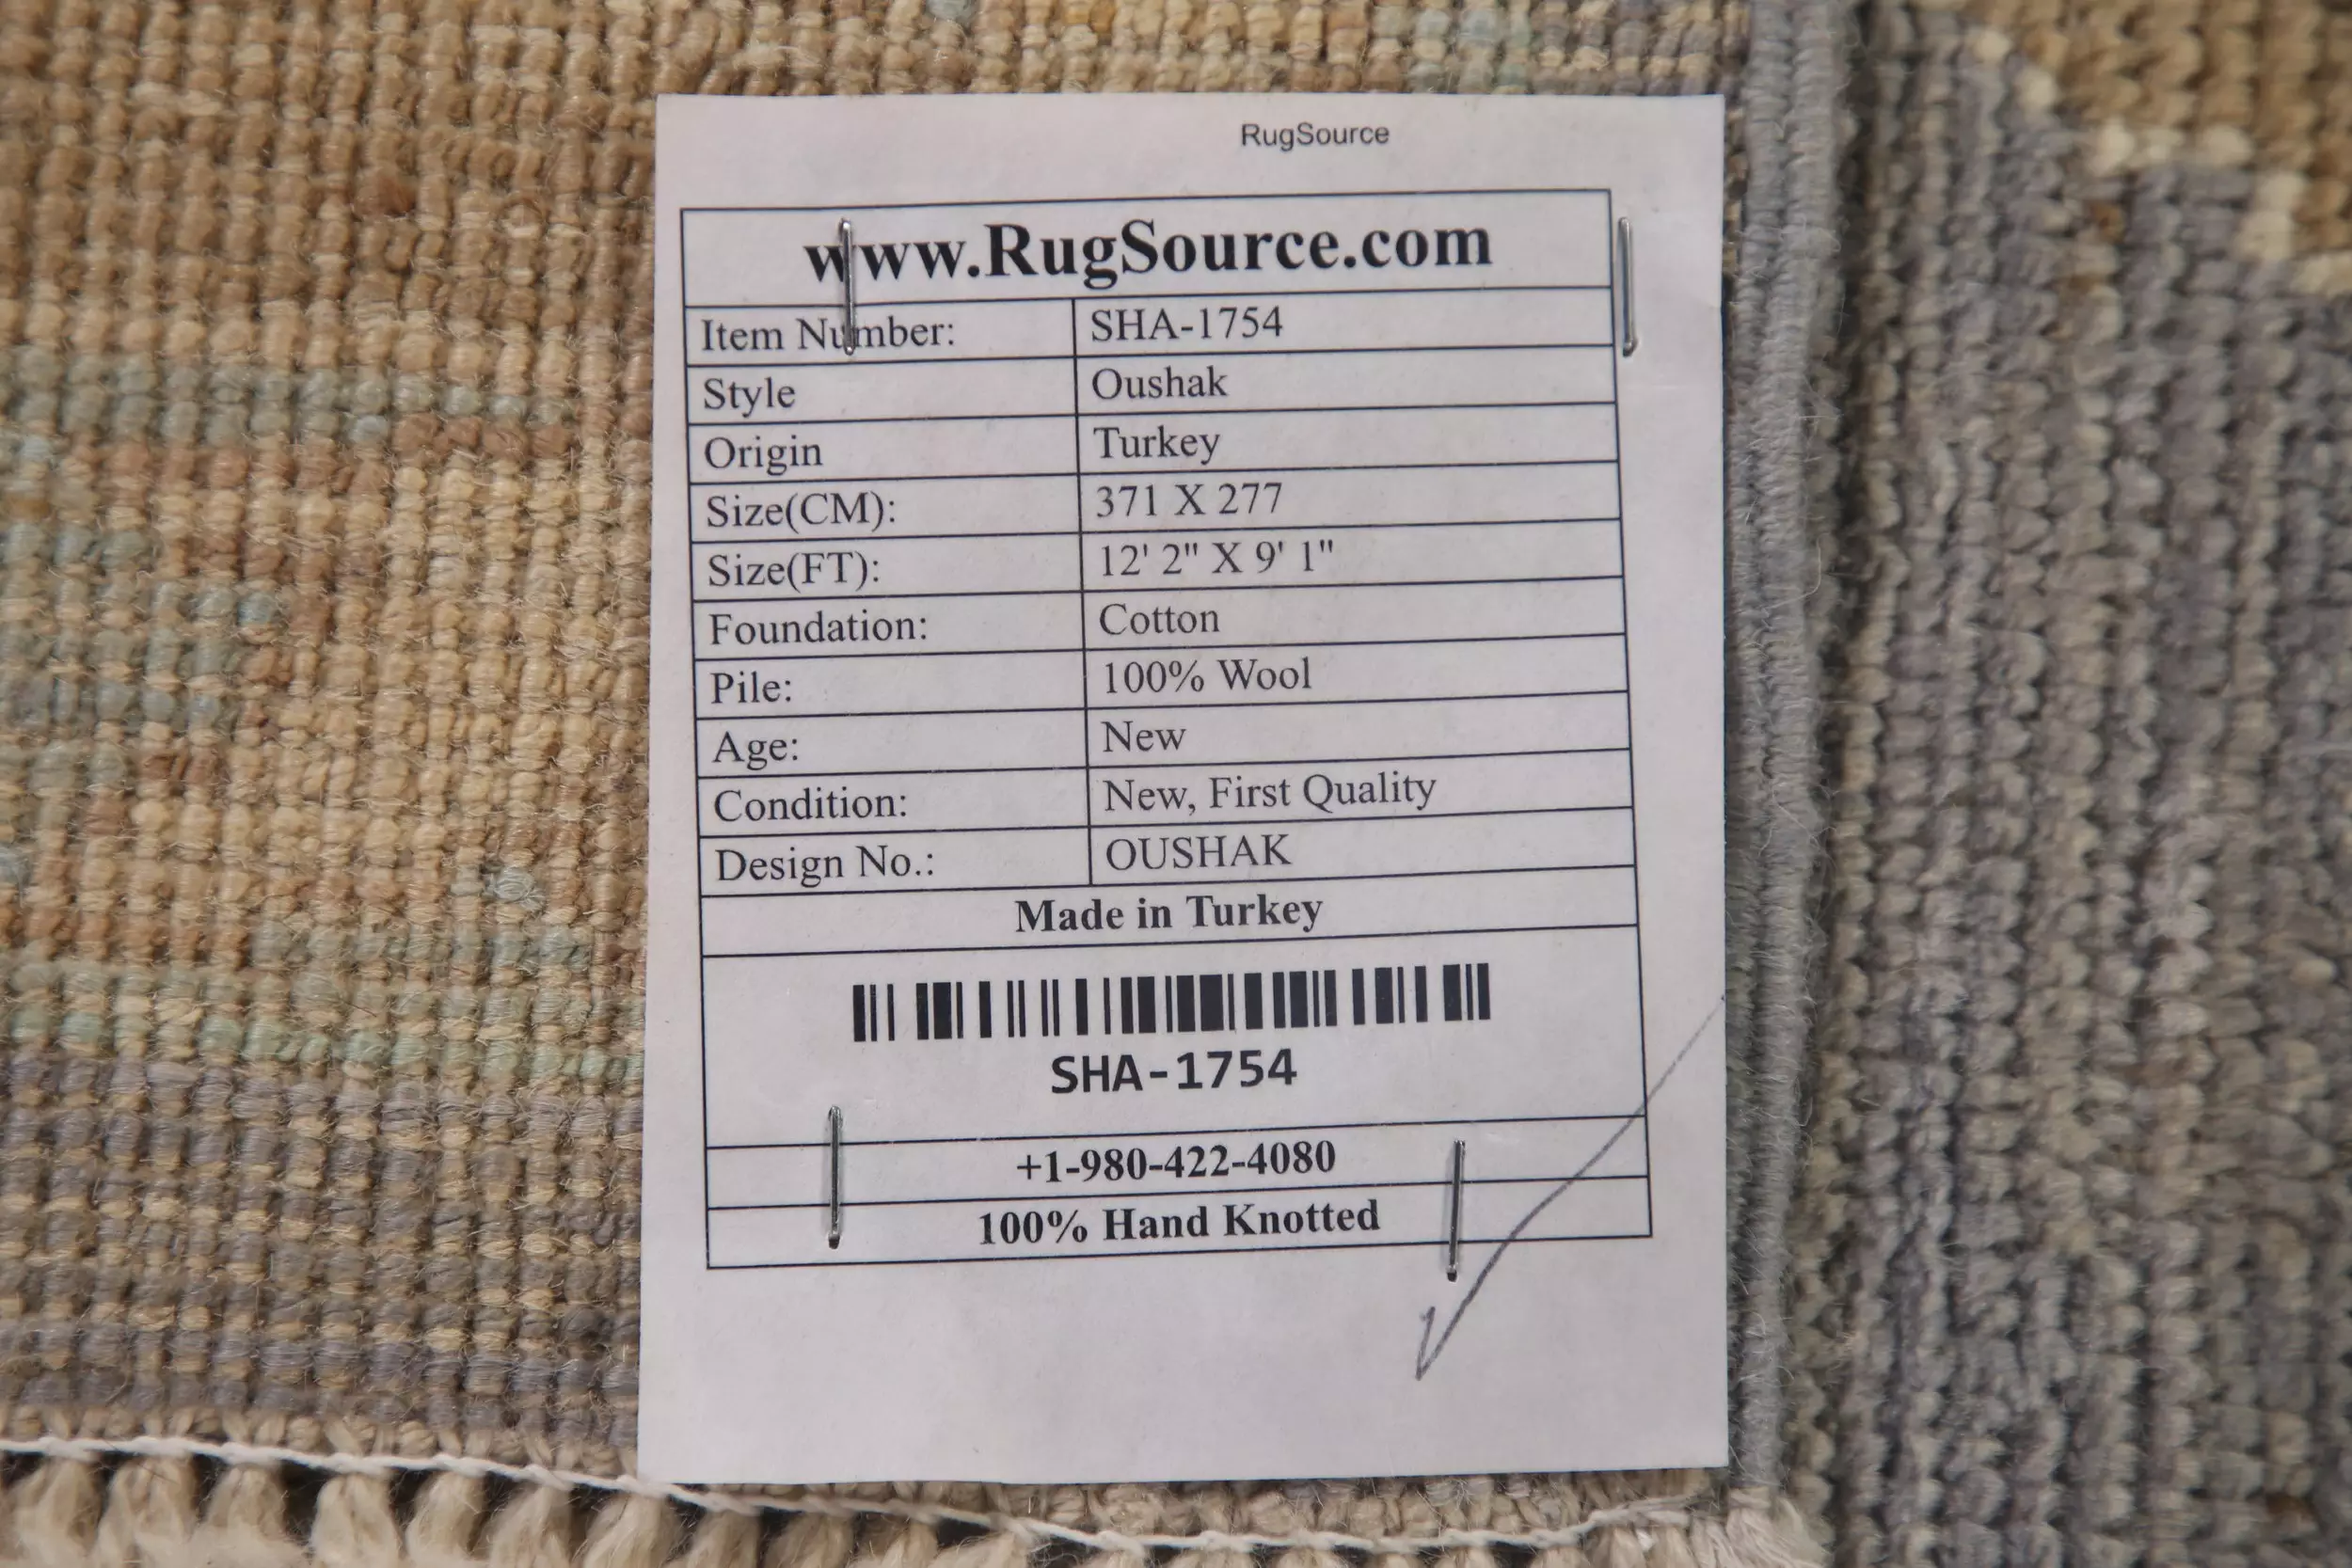 RugSource
www.RugSource.com
Item Number: SHA-1754
Style Oushak
Origin Turkey
Size(CM): 371 X 277
Size(FT): 12' 2" X 9' 1"
Foundation: Cotton
Pile: 100% Wool
Age: New
Condition: New, First Quality
Design No.: OUSHAK
Made in Turkey
SHA-1754
+1-980-422-4080
100% Hand Knotted